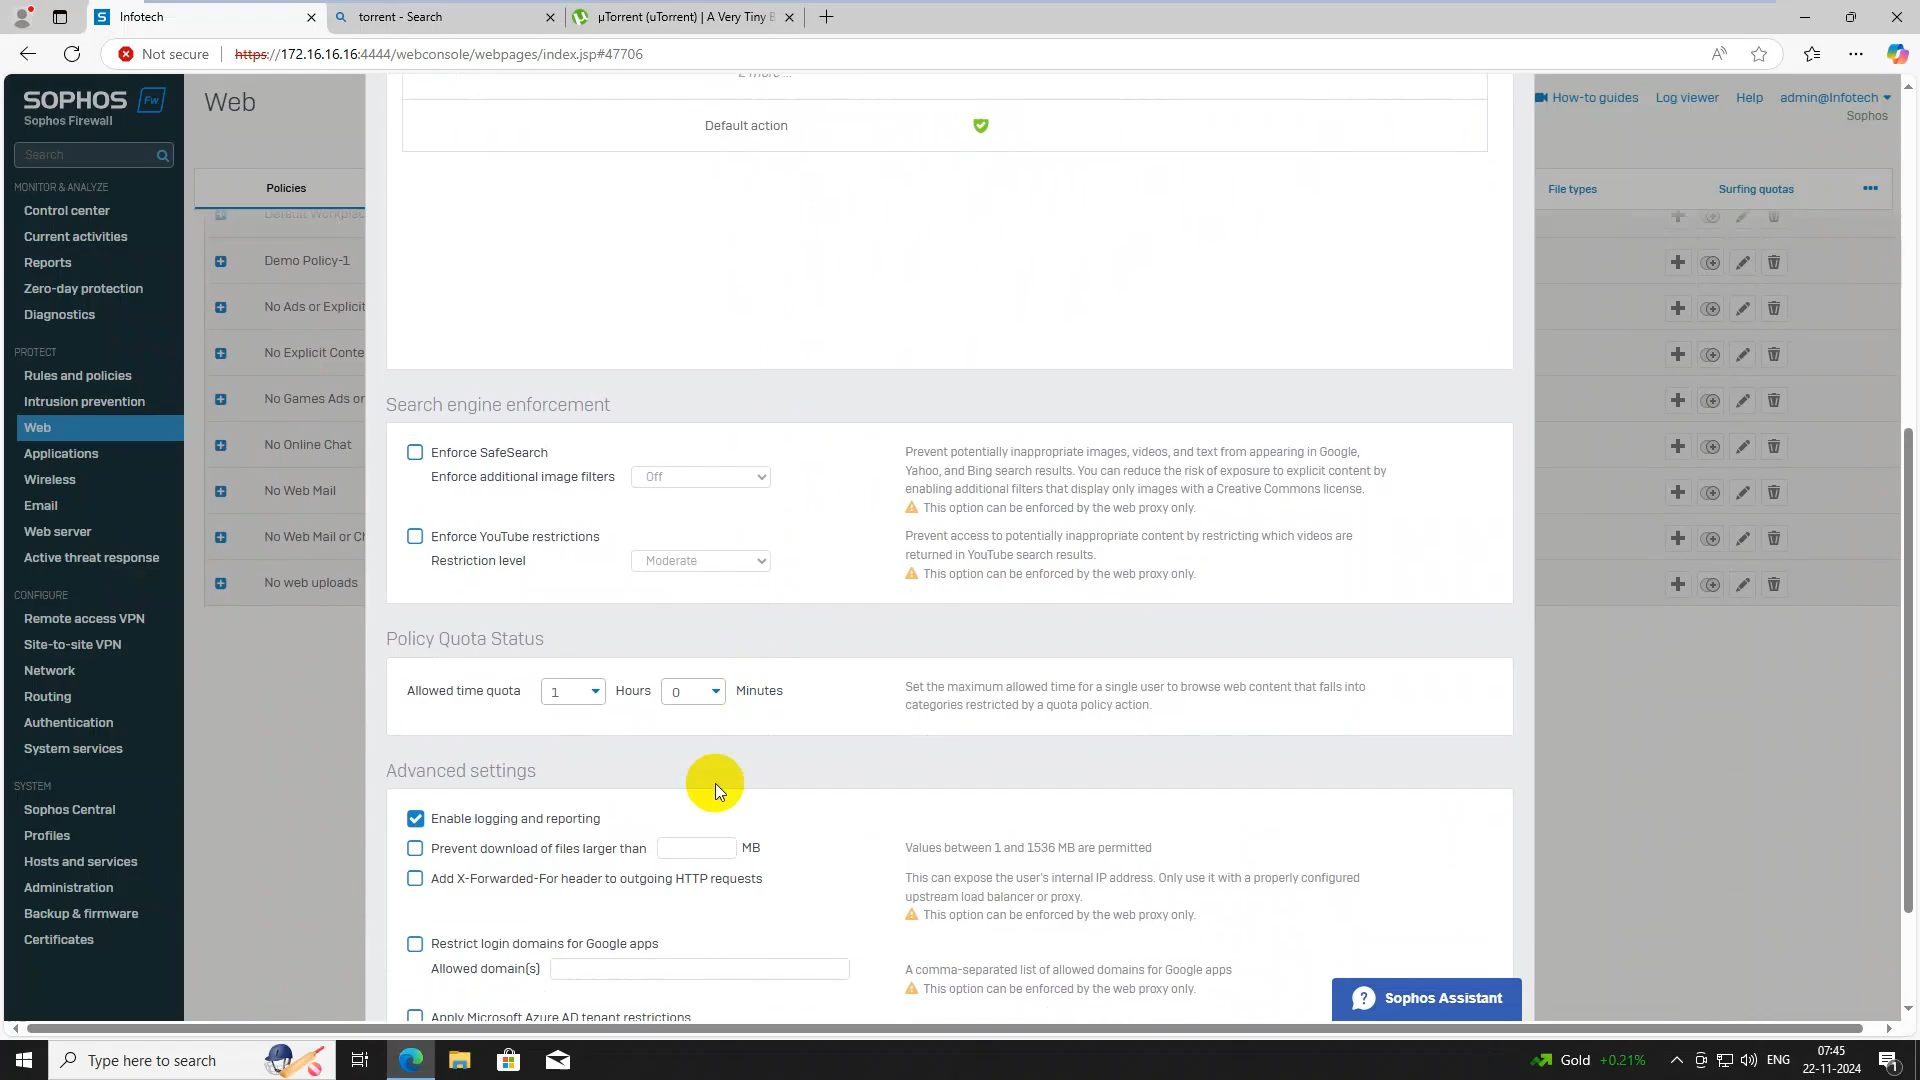 Infotech
torrent - Search
µTorrent (uTorrent) | A Very Tiny B
Not secure
https://172.16.16.16:4444/webconsole/webpages/index.jsp#47706
SOPHOS Fw
Sophos Firewall
Search
MONITOR & ANALYZE
Control center
Current activities
Reports
Zero-day protection
Diagnostics
PROTECT
Rules and policies
Intrusion prevention
Web
Applications
Wireless
Email
Web server
Active threat response
CONFIGURE
Remote access VPN
Site-to-site VPN
Network
Routing
Authentication
System services
SYSTEM
Sophos Central
Profiles
Hosts and services
Administration
Backup & firmware
Certificates
Web
How-to guides
Log viewer
Help
admin@Infotech
Sophos
Policies
File types
Surfing quotas
Default Workplac
Demo Policy-1
No Ads or Explicit
No Explicit Conte
No Games Ads or
No Online Chat
No Web Mail
No Web Mail or Ch
No web uploads
2 more ...
Default action
Search engine enforcement
Enforce SafeSearch
Enforce additional image filters
Off
Prevent potentially inappropriate images, videos, and text from appearing in Google,
Yahoo, and Bing search results. You can reduce the risk of exposure to explicit content by
enabling additional filters that display only images with a Creative Commons license.
This option can be enforced by the web proxy only.
Enforce YouTube restrictions
Restriction level
Moderate
Prevent access to potentially inappropriate content by restricting which videos are
returned in YouTube search results.
This option can be enforced by the web proxy only.
Policy Quota Status
Allowed time quota
1
Hours
0
Minutes
Set the maximum allowed time for a single user to browse web content that falls into
categories restricted by a quota policy action.
Advanced settings
Enable logging and reporting
Prevent download of files larger than
MB
Values between 1 and 1536 MB are permitted
Add X-Forwarded-For header to outgoing HTTP requests
This can expose the user's internal IP address. Only use it with a properly configured
upstream load balancer or proxy.
This option can be enforced by the web proxy only.
Restrict login domains for Google apps
Allowed domain(s)
A comma-separated list of allowed domains for Google apps
This option can be enforced by the web proxy only.
Apply Microsoft Azure AD tenant restrictions
Sophos Assistant
Type here to search
Gold +0.21%
ENG
07:45
22-11-2024
1